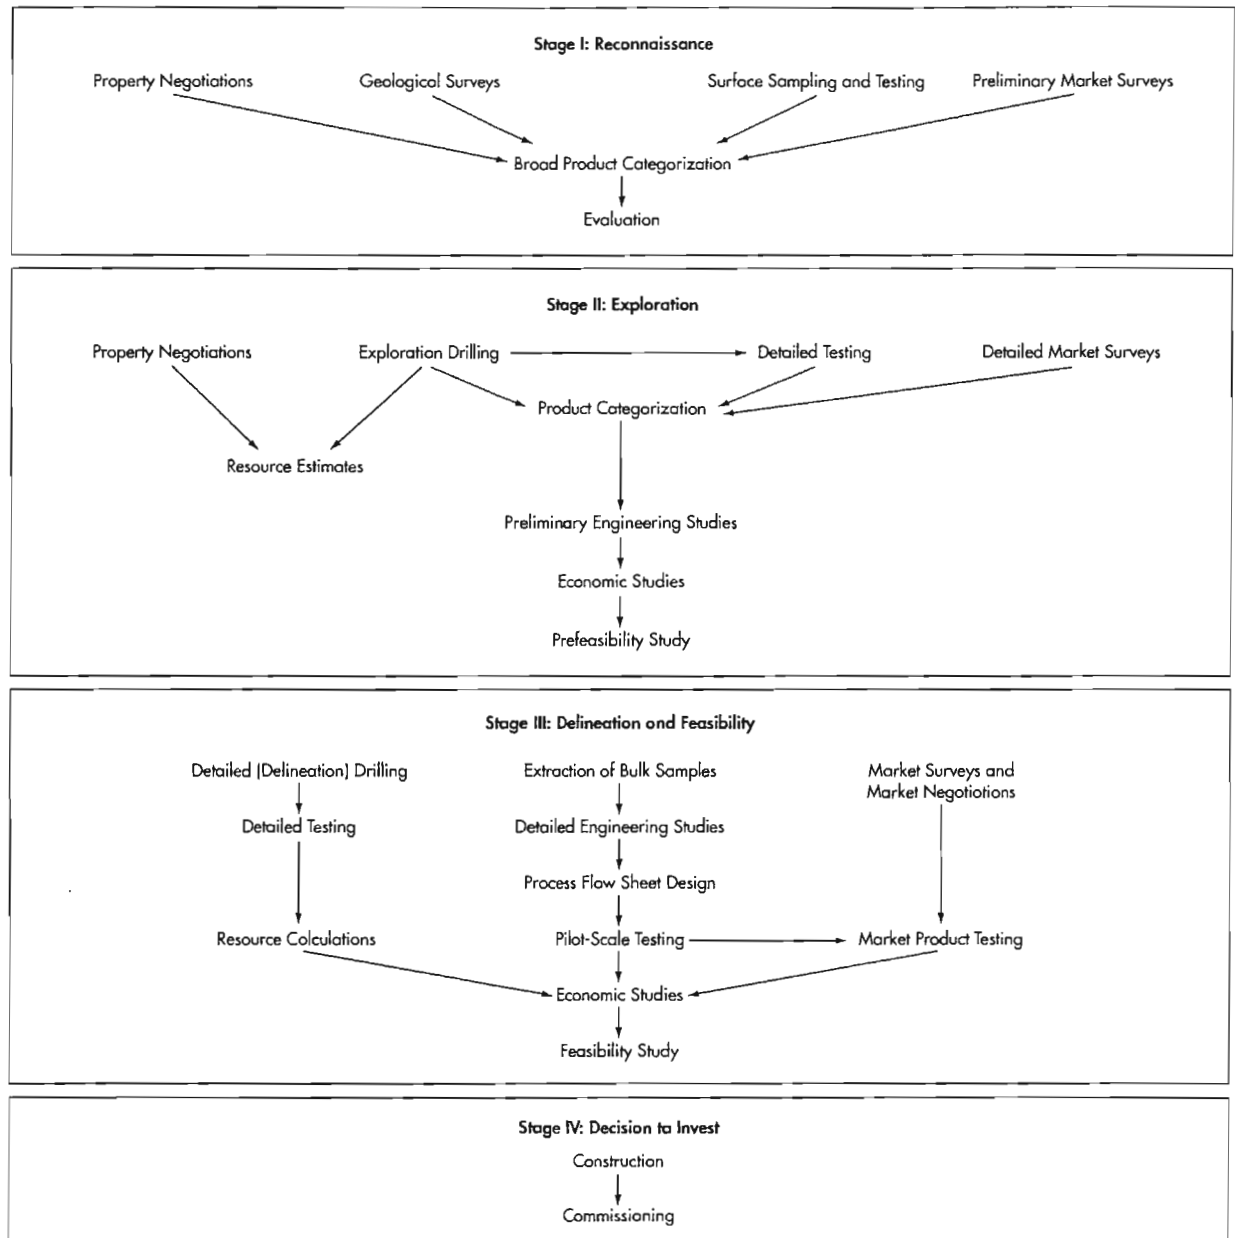 Stage I: Reconnaissance
Property Negotiations
Geological Surveys
Surface Sampling and Testing
Preliminary Market Surveys
Broad Product Categorization
Evaluation
Stage II: Exploration
Property Negotiations
Exploration Drilling
Detailed Testing
Detailed Market Surveys
Product Categorization
Resource Estimates
Preliminary Engineering Studies
Economic Studies
Prefeasibility Study
Stage III: Delineation and Feasibility
Detailed (Delineation) Drilling
Extraction of Bulk Samples
Market Surveys and
Market Negotiations
Detailed Testing
Detailed Engineering Studies
Process Flow Sheet Design
Resource Calculations
Pilot-Scale Testing
Market Product Testing
Economic Studies
Feasibility Study
Stage IV: Decision to Invest
Construction
Commissioning